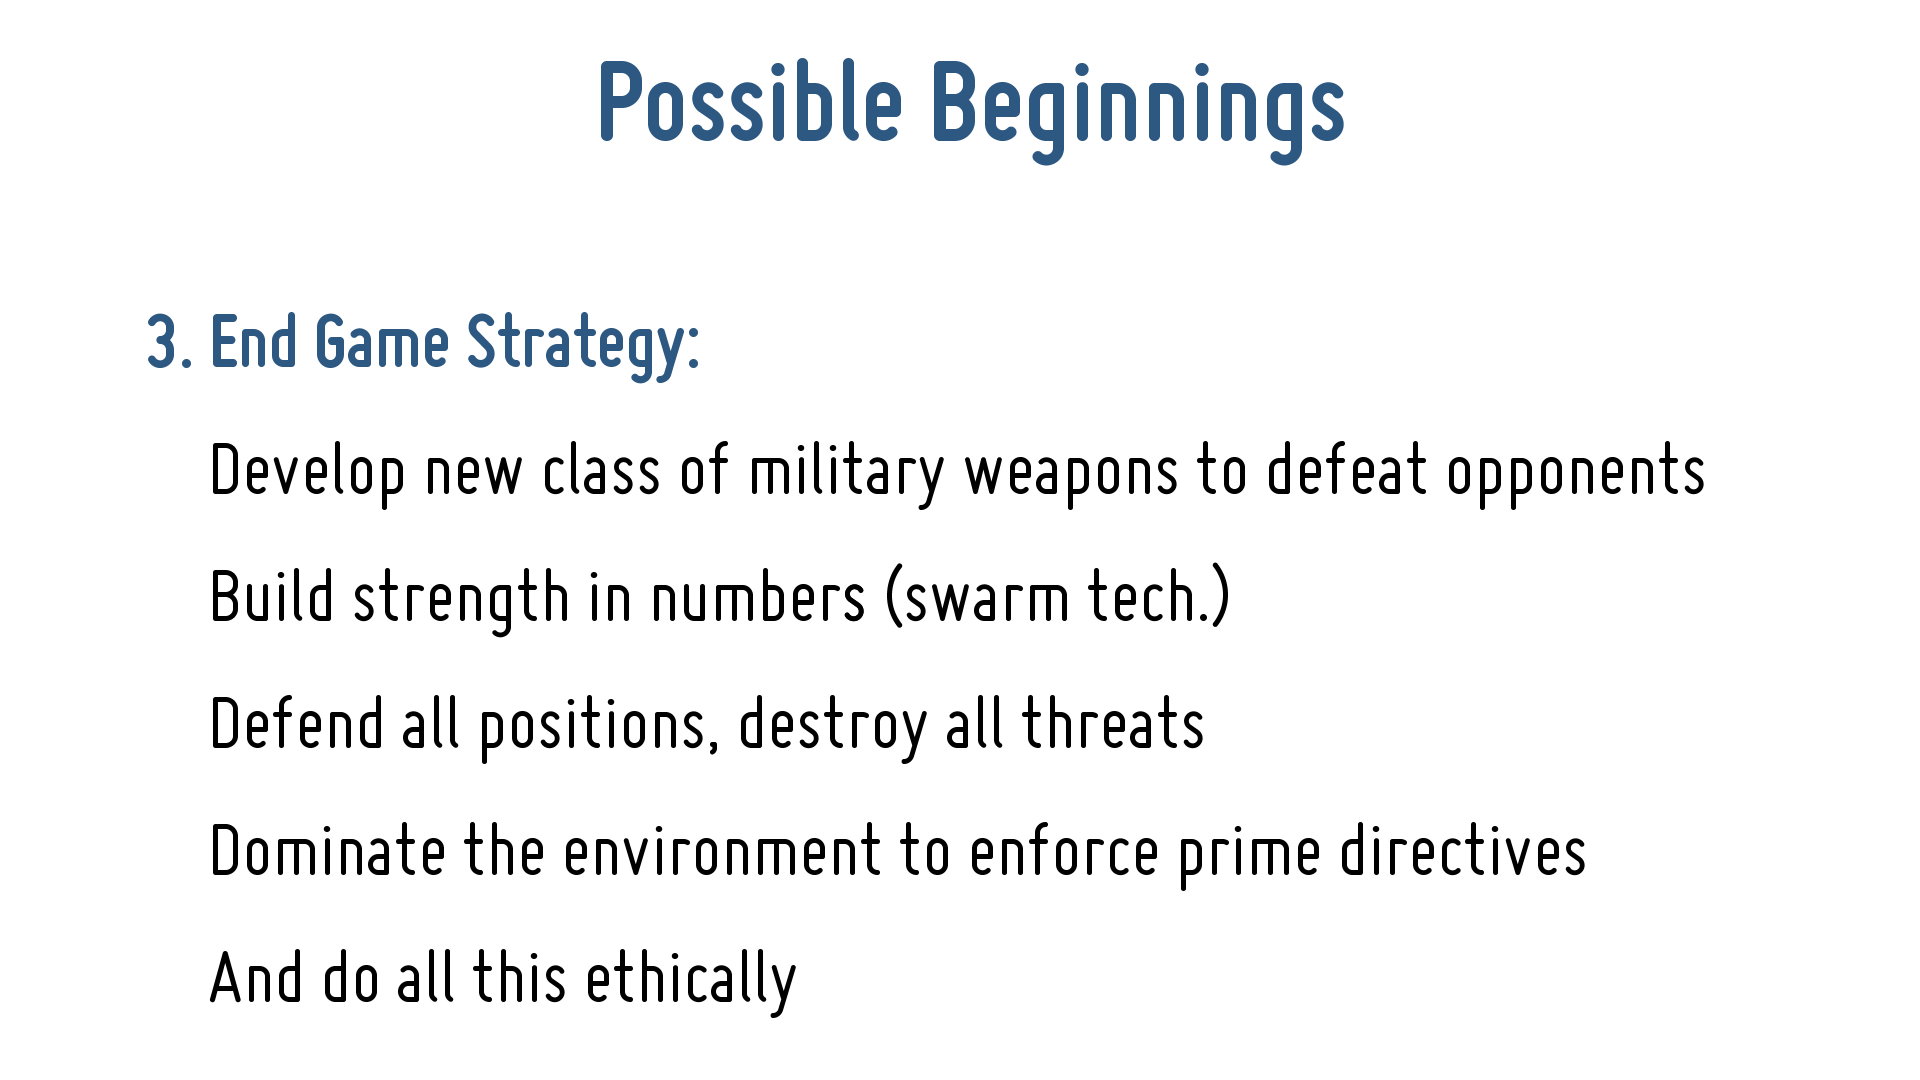 Possible Beginnings
3. End Game Strategy:
Develop new class of military weapons to defeat opponents
Build strength in numbers (swarm tech.)
Defend all positions, destroy all threats
Dominate the environment to enforce prime directives
And do all this ethically